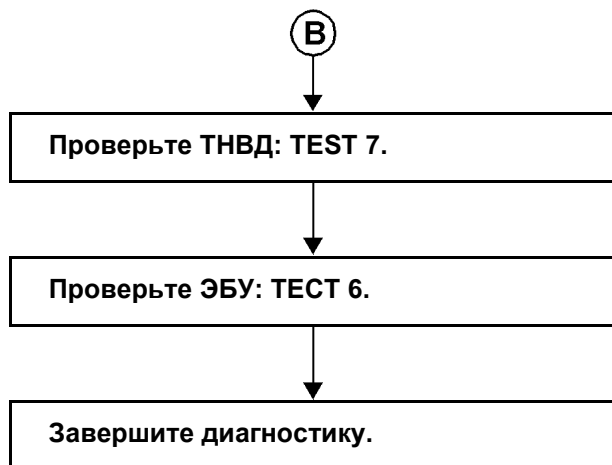 B
Проверьте ТНВД: TEST 7.
Проверьте ЭБУ: ТЕСТ 6.
Завершите диагностику.